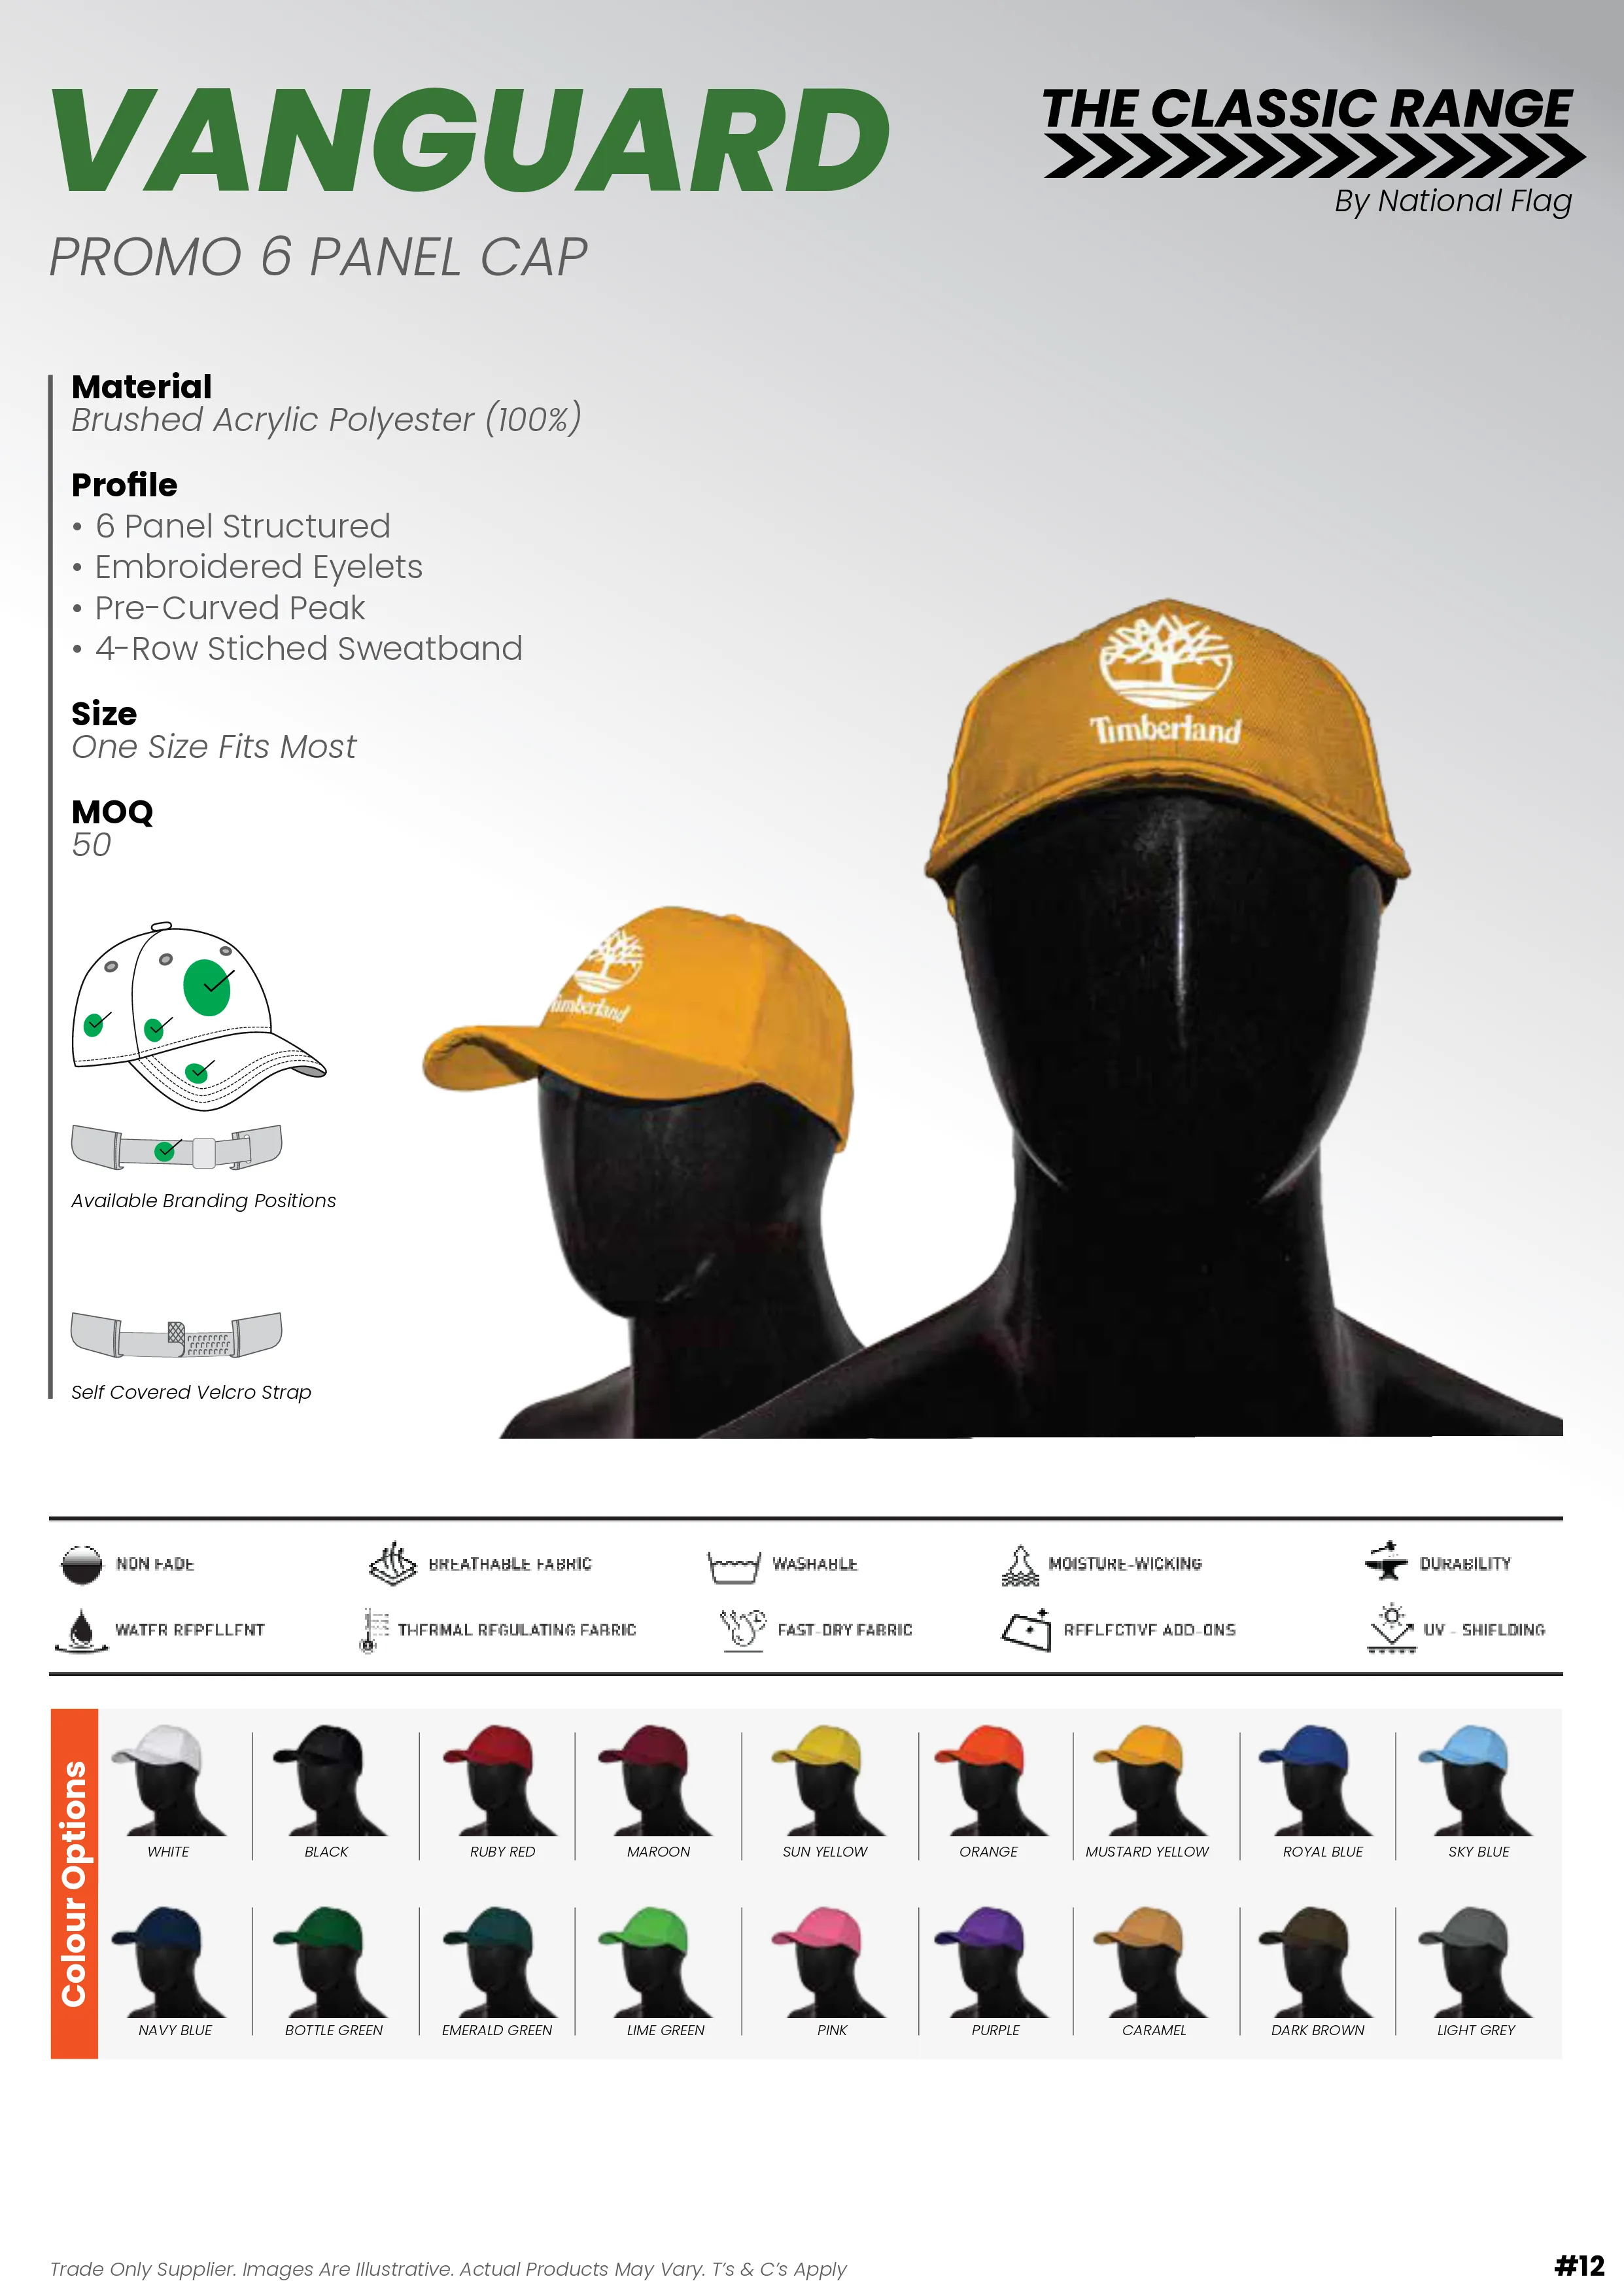 VANGUARD
THE CLASSIC RANGE
By National Flag
PROMO 6 PANEL CAP
Material
Brushed Acrylic Polyester (100%)
Profile
• 6 Panel Structured
• Embroidered Eyelets
• Pre-Curved Peak
• 4-Row Stiched Sweatband
Size
One Size Fits Most
MOQ
50
Timberland
Timberland
Available Branding Positions
Self Covered Velcro Strap
NON FADE
BREATHABLE FABRIC
WASHABLE
MOISTURE-WICKING
DURABILITY
WATER REPELLENT
THERMAL REGULATING FABRIC
FAST-DRY FABRIC
REFLECTIVE ADD-ONS
UV - SHIELDING
Colour Options
WHITE
BLACK
RUBY RED
MAROON
SUN YELLOW
ORANGE
MUSTARD YELLOW
ROYAL BLUE
SKY BLUE
NAVY BLUE
BOTTLE GREEN
EMERALD GREEN
LIME GREEN
PINK
PURPLE
CARAMEL
DARK BROWN
LIGHT GREY
Trade Only Supplier. Images Are Illustrative. Actual Products May Vary. T's & C's Apply
#12